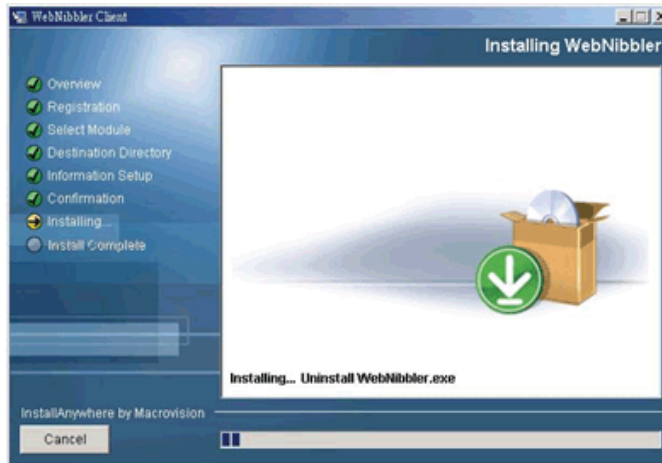 WebNibbler Client
Installing WebNibbler
Overview
Registration
Select Module
Destination Directory
Information Setup
Confirmation
Installing...
Install Complete
Installing... Uninstall WebNibbler.exe
InstallAnywhere by Macrovision
Cancel